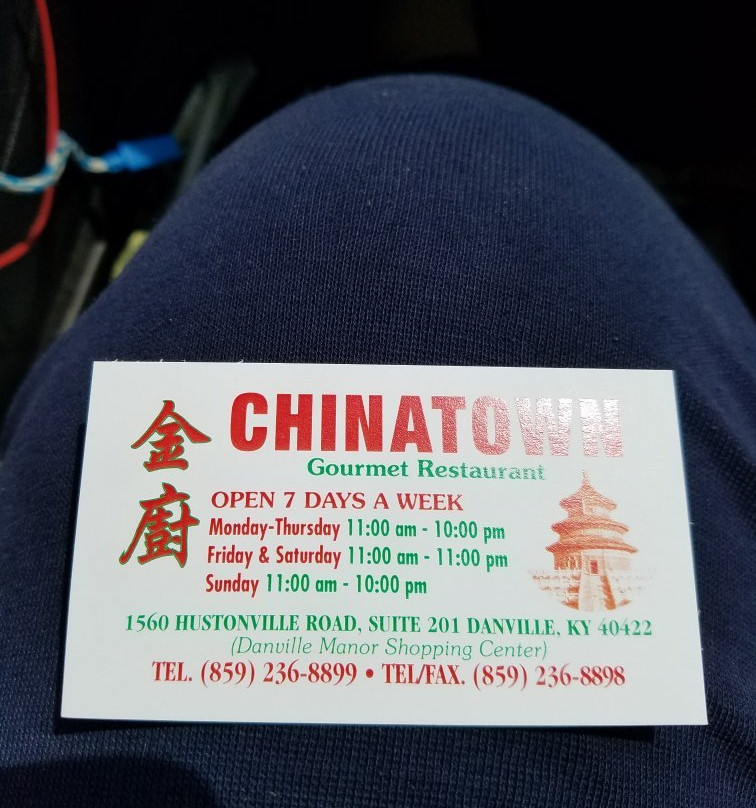 金廚
CHINATOWN
Gourmet Restaurant
OPEN 7 DAYS A WEEK
Monday-Thursday 11:00 am - 10:00 pm
Friday & Saturday 11:00 am - 11:00 pm
Sunday 11:00 am - 10:00 pm
1560 HUSTONVILLE ROAD, SUITE 201 DANVILLE, KY 40422
(Danville Manor Shopping Center)
TEL. (859) 236-8899 • TEL/FAX. (859) 236-8898